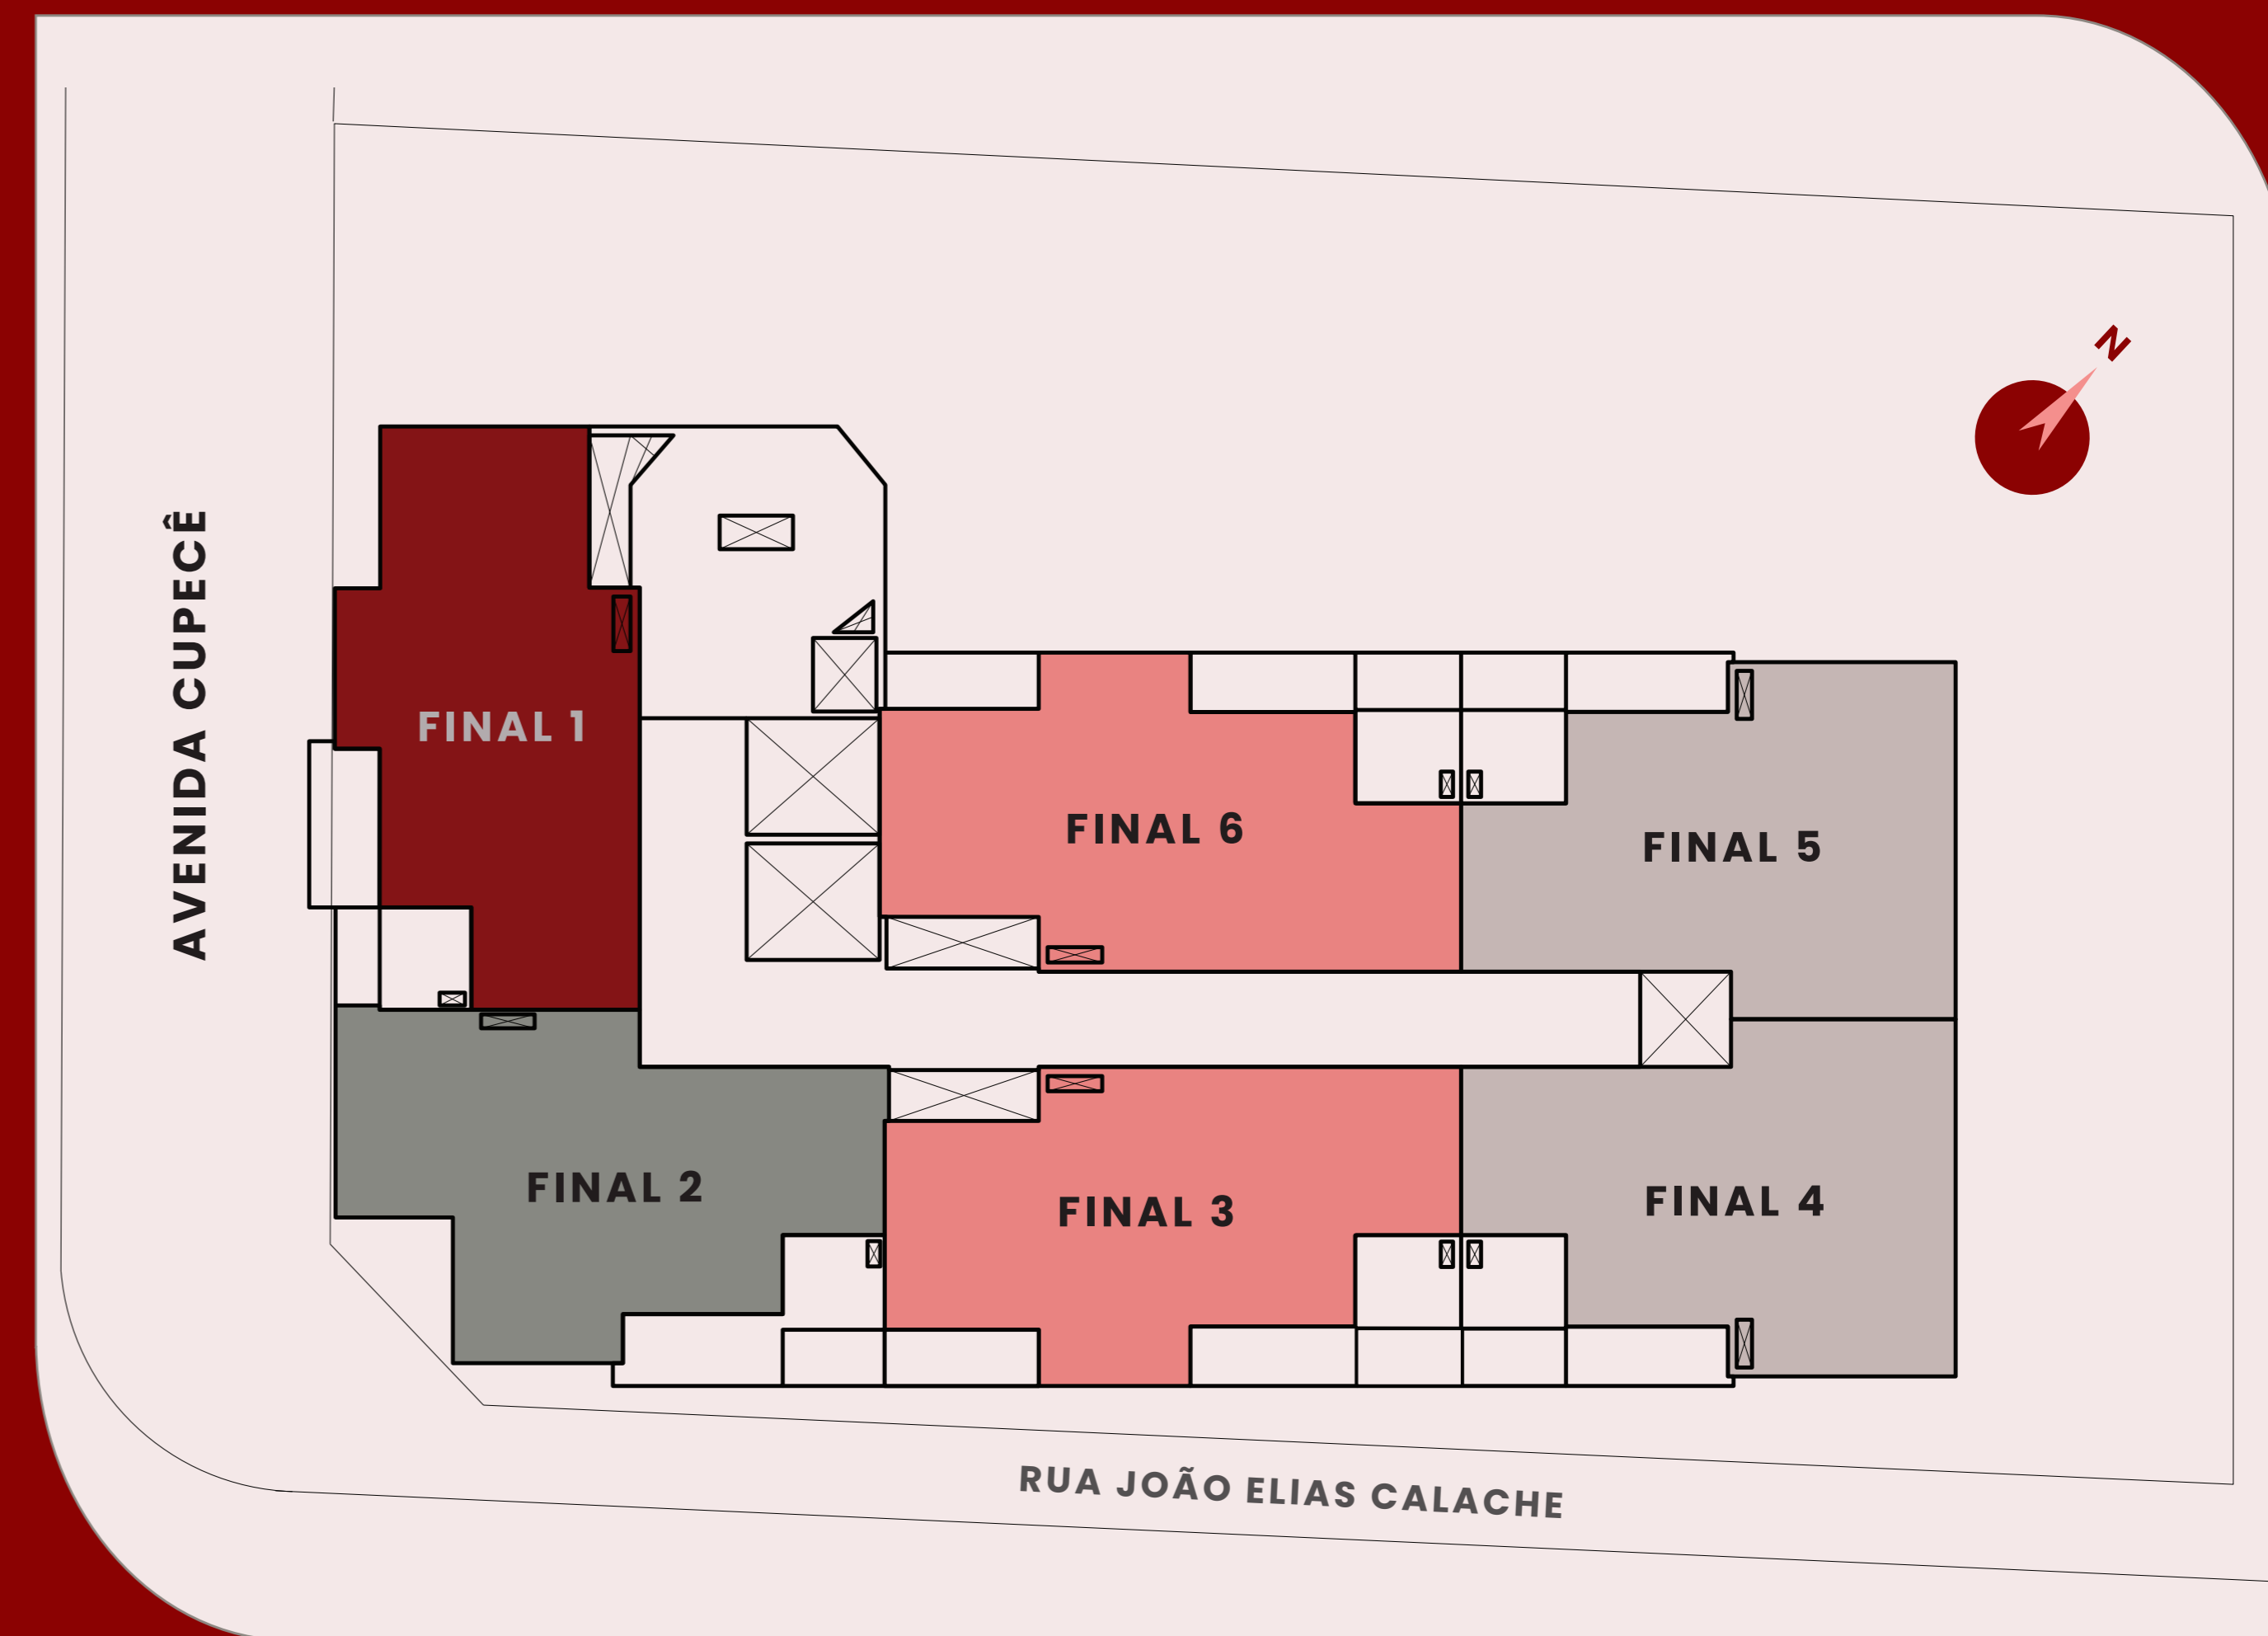 N
AVENIDA CUPECÊ
FINAL 1
FINAL 6
FINAL 5
FINAL 2
FINAL 3
FINAL 4
RUA JOÃO ELIAS CALACHE